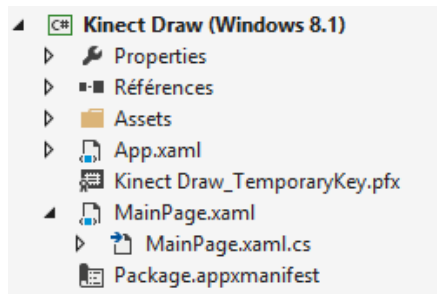 C# Kinect Draw (Windows 8.1)
Properties
Références
Assets
App.xaml
Kinect Draw_TemporaryKey.pfx
MainPage.xaml
MainPage.xaml.cs
Package.appxmanifest